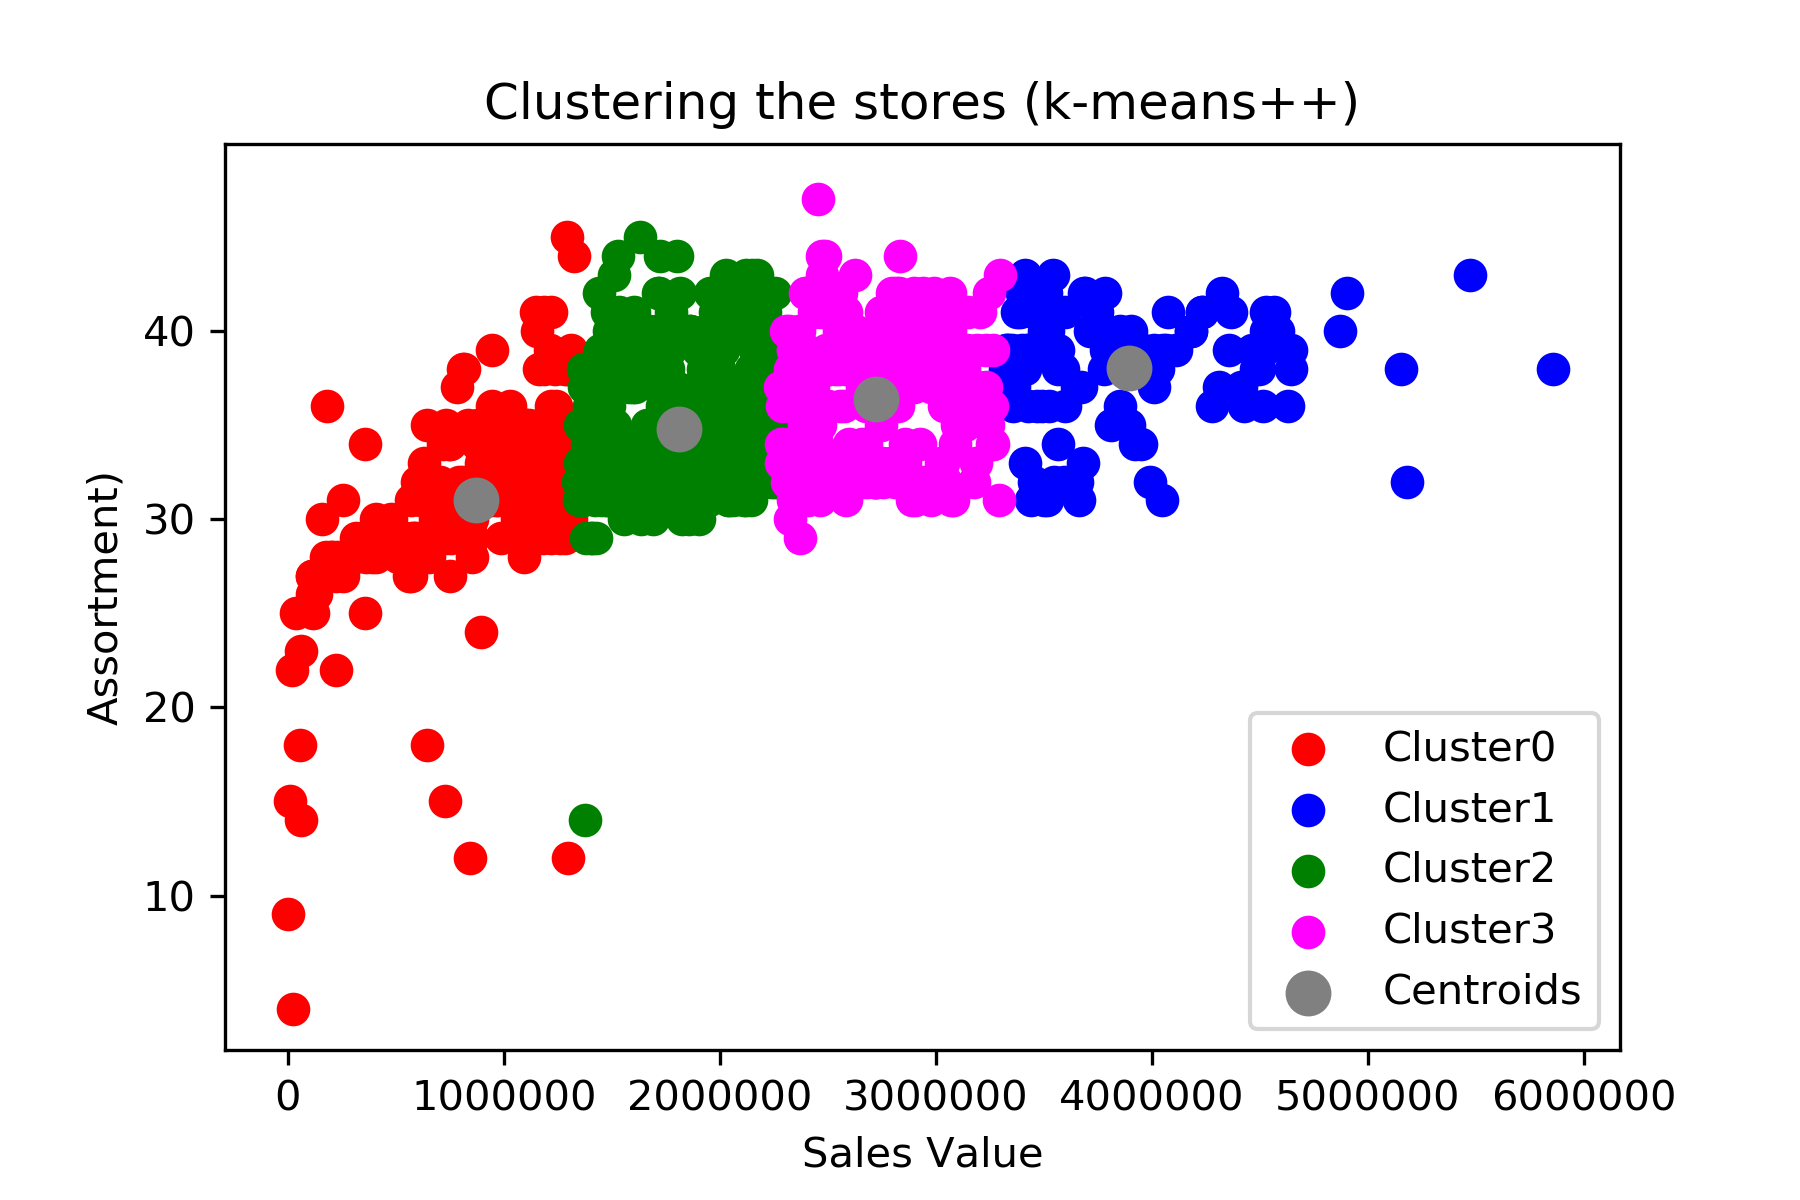 Clustering the stores (k-means++)
Assortment)
40
30
20
10
Cluster0
Cluster1
Cluster2
Cluster3
Centroids
0 1000000 2000000 3000000 4000000 5000000 6000000
Sales Value